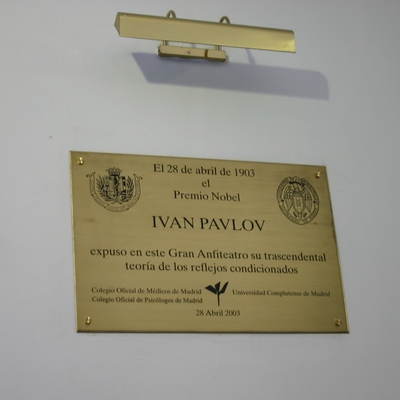 El 28 de abril de 1903
el
Premio Nobel
IVAN PAVLOV
expuso en este Gran Anfiteatro su trascendental
teoría de los reflejos condicionados
Colegio Oficial de Médicos de Madrid
Colegio Oficial de Psicólogos de Madrid
Universidad Complutense de Madrid
28 Abril 2003